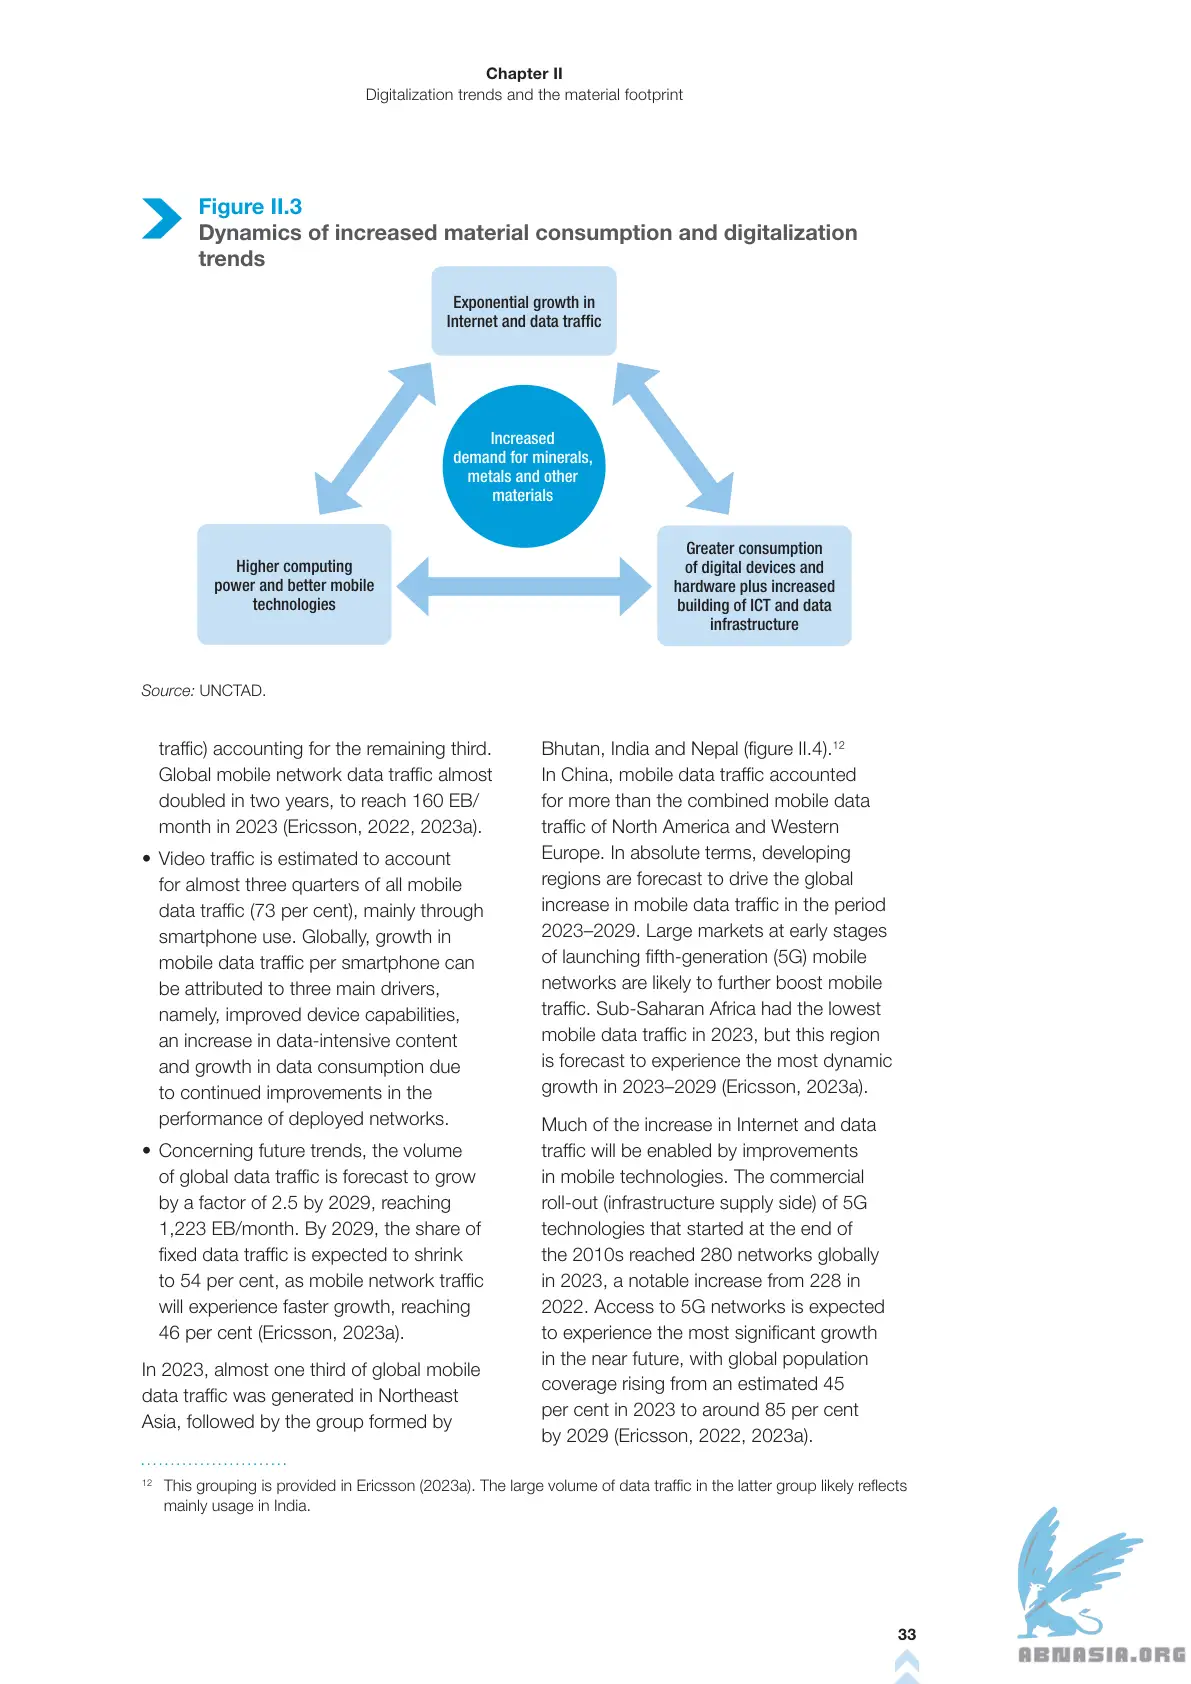 Chapter II
Digitalization trends and the material footprint
Figure II.3
Dynamics of increased material consumption and digitalization
trends
Exponential growth in
Internet and data traffic
Increased
demand for minerals,
metals and other
materials
Higher computing
power and better mobile
technologies
Greater consumption
of digital devices and
hardware plus increased
building of ICT and data
infrastructure
Source: UNCTAD.
traffic) accounting for the remaining third.
Global mobile network data traffic almost
doubled in two years, to reach 160 EB/
month in 2023 (Ericsson, 2022, 2023a).
• Video traffic is estimated to account
for almost three quarters of all mobile
data traffic (73 per cent), mainly through
smartphone use. Globally, growth in
mobile data traffic per smartphone can
be attributed to three main drivers,
namely, improved device capabilities,
an increase in data-intensive content
and growth in data consumption due
to continued improvements in the
performance of deployed networks.
• Concerning future trends, the volume
of global data traffic is forecast to grow
by a factor of 2.5 by 2029, reaching
1,223 EB/month. By 2029, the share of
fixed data traffic is expected to shrink
to 54 per cent, as mobile network traffic
will experience faster growth, reaching
46 per cent (Ericsson, 2023a).
In 2023, almost one third of global mobile
data traffic was generated in Northeast
Asia, followed by the group formed by
Bhutan, India and Nepal (figure II.4).12
In China, mobile data traffic accounted
for more than the combined mobile data
traffic of North America and Western
Europe. In absolute terms, developing
regions are forecast to drive the global
increase in mobile data traffic in the period
2023–2029. Large markets at early stages
of launching fifth-generation (5G) mobile
networks are likely to further boost mobile
traffic. Sub-Saharan Africa had the lowest
mobile data traffic in 2023, but this region
is forecast to experience the most dynamic
growth in 2023–2029 (Ericsson, 2023a).
Much of the increase in Internet and data
traffic will be enabled by improvements
in mobile technologies. The commercial
roll-out (infrastructure supply side) of 5G
technologies that started at the end of
the 2010s reached 280 networks globally
in 2023, a notable increase from 228 in
2022. Access to 5G networks is expected
to experience the most significant growth
in the near future, with global population
coverage rising from an estimated 45
per cent in 2023 to around 85 per cent
by 2029 (Ericsson, 2022, 2023a).
12 This grouping is provided in Ericsson (2023a). The large volume of data traffic in the latter group likely reflects
mainly usage in India.
33
ABNASIA.ORG